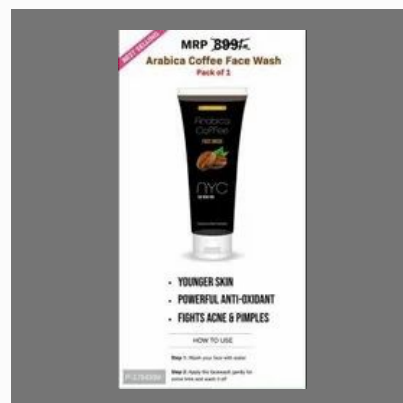 BEST SELLING
MRP 899/-
Arabica Coffee Face Wash
Pack of 1
Arabica
Coffee
FACE WASH
NYC
• YOUNGER SKIN
• POWERFUL ANTI-OXIDANT
• FIGHTS ACNE & PIMPLES
HOW TO USE
Step 1: Wash your face with water
Step 2: Apply the facewash gently for
some time and wash it off